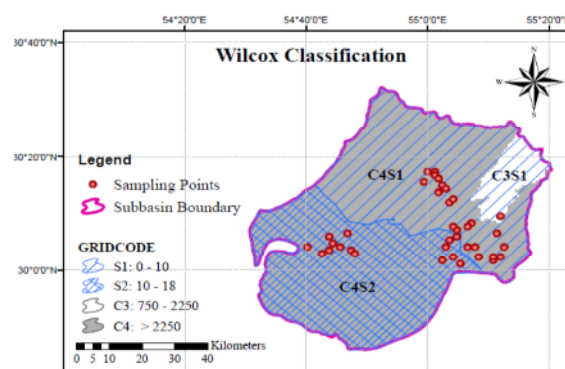 54°20'0"E 54°40'0"E 55°0'0"E 55°20'0"E
Wilcox Classification
30°40'0"N
30°20'0"N
30°0'0"N
N
W E
S
C4S1
C3S1
C4S2
Legend
Sampling Points
Subbasin Boundary
GRIDCODE
S1: 0 - 10
S2: 10 - 18
C3: 750 - 2250
C4: > 2250
Kilometers
0 5 10 20 30 40